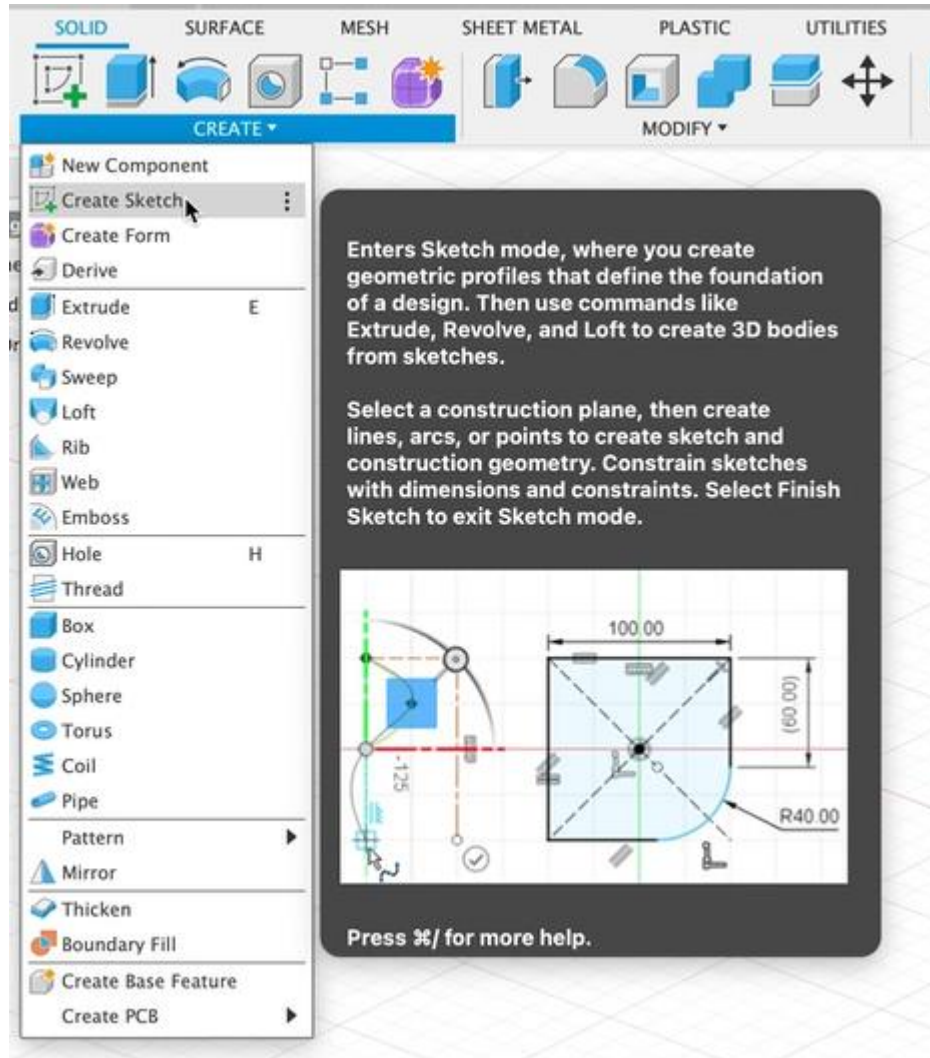 SOLID SURFACE MESH SHEET METAL PLASTIC UTILITIES
CREATE ▾ MODIFY ▾
New Component
Create Sketch
Create Form
Derive
Extrude E
Revolve
Sweep
Loft
Rib
Web
Emboss
Hole H
Thread
Box
Cylinder
Sphere
Torus
Coil
Pipe
Pattern
Mirror
Thicken
Boundary Fill
Create Base Feature
Create PCB
Enters Sketch mode, where you create
geometric profiles that define the foundation
of a design. Then use commands like
Extrude, Revolve, and Loft to create 3D bodies
from sketches.
Select a construction plane, then create
lines, arcs, or points to create sketch and
construction geometry. Constrain sketches
with dimensions and constraints. Select Finish
Sketch to exit Sketch mode.
100.00
(60.00)
-125
R40.00
Press ⌘/ for more help.